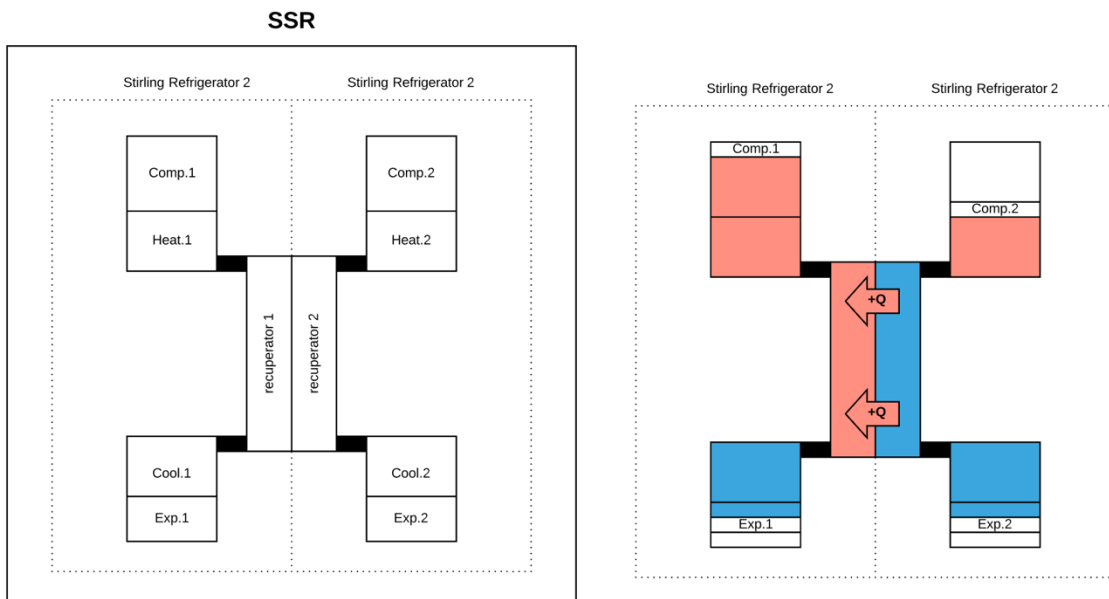 SSR
Stirling Refrigerator 2
Stirling Refrigerator 2
Comp.1
Comp.2
Heat.1
Heat.2
recuperator 1
recuperator 2
Cool.1
Cool.2
Exp.1
Exp.2
Stirling Refrigerator 2
Stirling Refrigerator 2
Comp.1
Comp.2
+Q
+Q
Exp.1
Exp.2